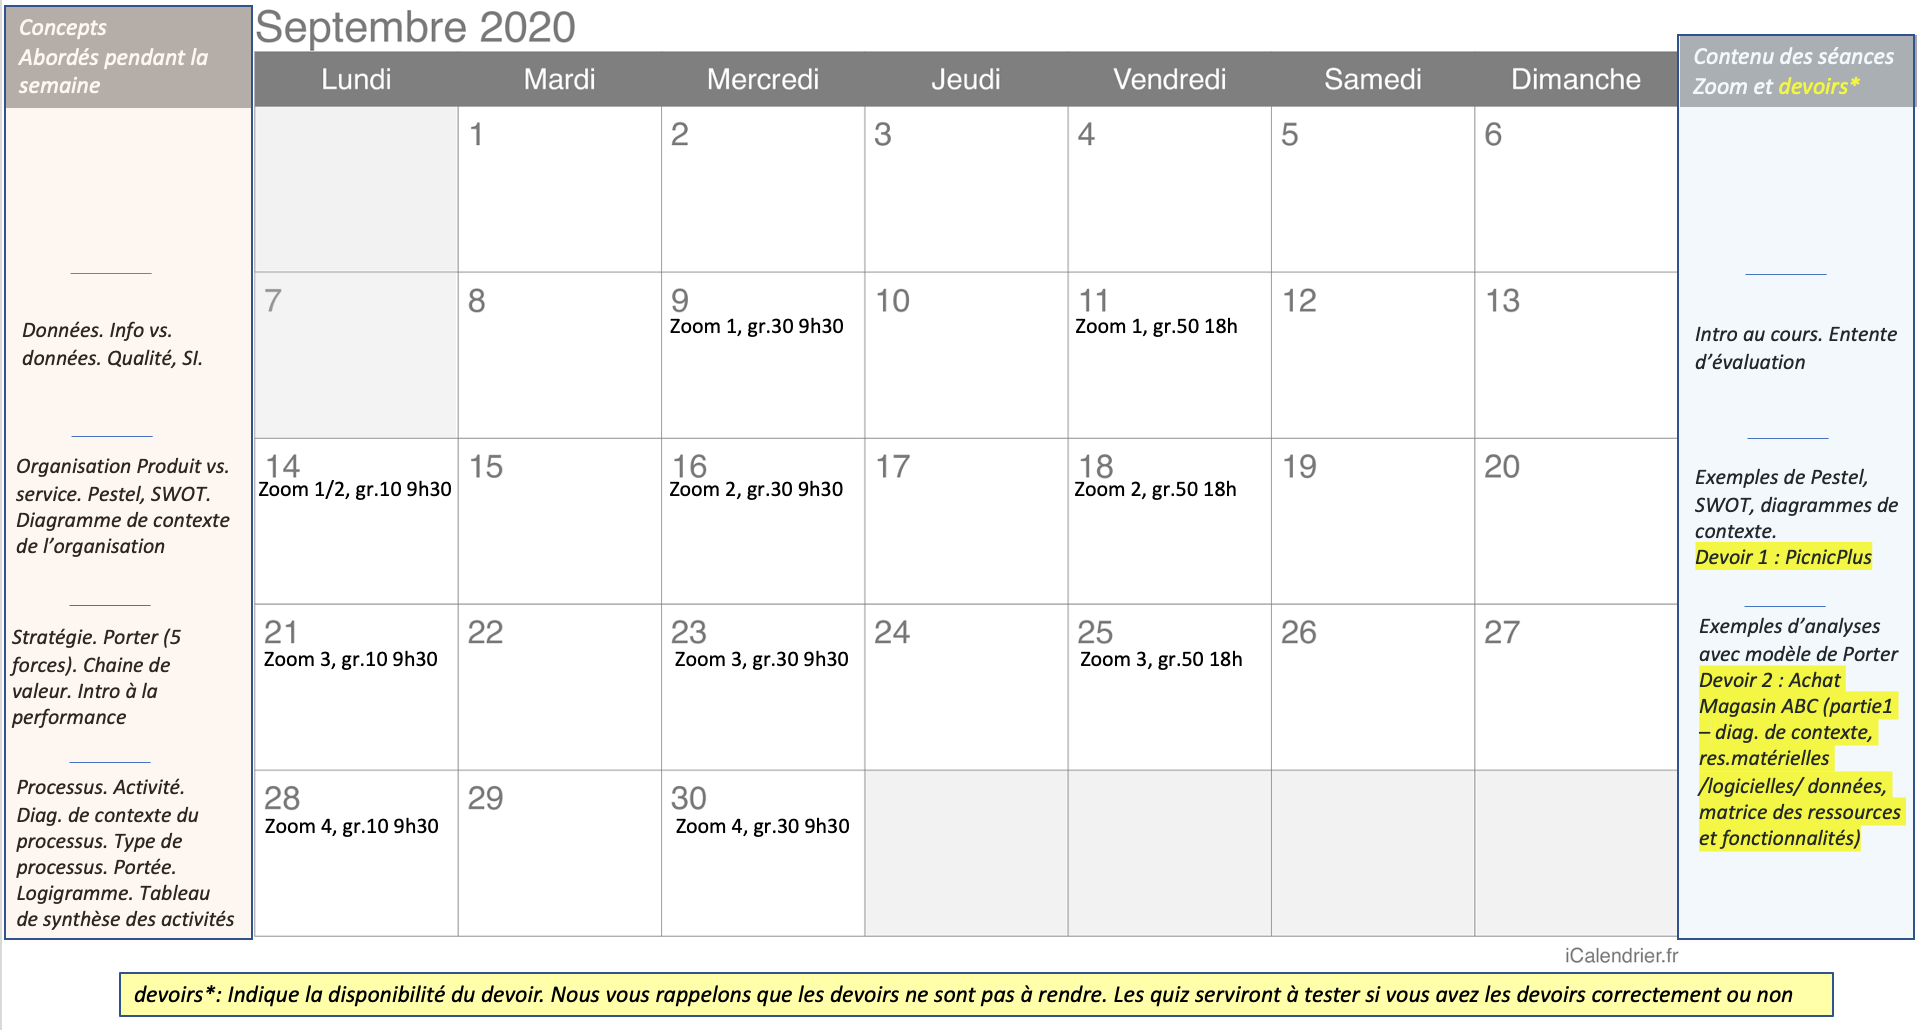 Concepts
Abordés pendant la
semaine
Septembre 2020
Lundi Mardi Mercredi Jeudi Vendredi Samedi Dimanche
Contenu des séances
Zoom et devoirs*
1 2 3 4 5 6
7 8 9 10 11 12 13
Zoom 1, gr.30 9h30
Zoom 1, gr.50 18h
Données. Info vs.
données. Qualité, SI.
Intro au cours. Entente
d’évaluation
14 15 16 17 18 19 20
Zoom 1/2, gr.10 9h30
Zoom 2, gr.30 9h30
Zoom 2, gr.50 18h
Organisation Produit vs.
service. Pestel, SWOT.
Diagramme de contexte
de l’organisation
Exemples de Pestel,
SWOT, diagrammes de
contexte.
Devoir 1 : PicnicPlus
21 22 23 24 25 26 27
Zoom 3, gr.10 9h30
Zoom 3, gr.30 9h30
Zoom 3, gr.50 18h
Stratégie. Porter (5
forces). Chaine de
valeur. Intro à la
performance
Exemples d’analyses
avec modèle de Porter
Devoir 2 : Achat
Magasin ABC (partie1
– diag. de contexte,
res.matérielles
/logicielles/ données,
matrice des ressources
et fonctionnalités)
28 29 30
Zoom 4, gr.10 9h30
Zoom 4, gr.30 9h30
Processus. Activité.
Diag. de contexte du
processus. Type de
processus. Portée.
Logigramme. Tableau
de synthèse des activités
iCalendrier.fr
devoirs*: Indique la disponibilité du devoir. Nous vous rappelons que les devoirs ne sont pas à rendre. Les quiz serviront à tester si vous avez les devoirs correctement ou non